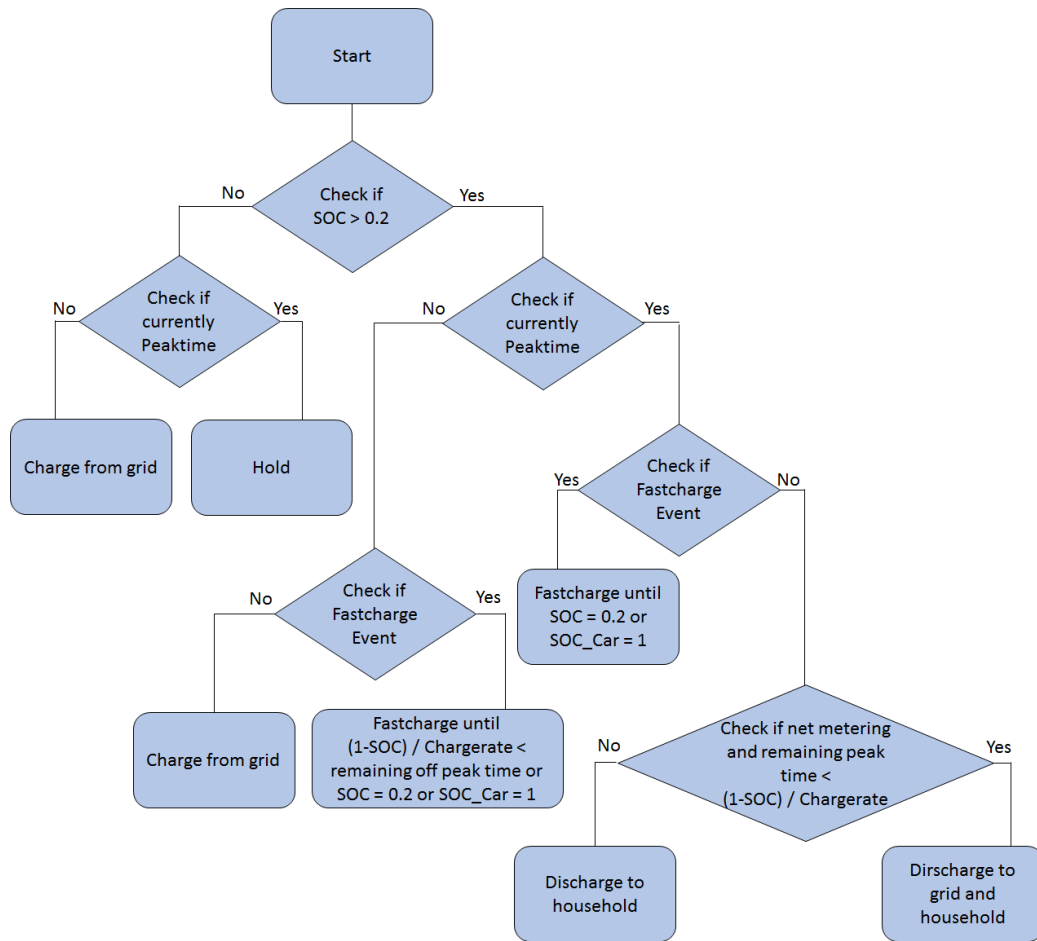 Start
No
Check if
SOC > 0.2
Yes
No
Check if
currently
Peaktime
Yes
No
Check if
currently
Peaktime
Yes
Charge from grid
Hold
Yes
Check if
Fastcharge
Event
No
No
Check if
Fastcharge
Event
Yes
Fastcharge until
SOC = 0.2 or
SOC_Car = 1
Charge from grid
Fastcharge until
(1-SOC) / Chargerate <
remaining off peak time or
SOC = 0.2 or SOC_Car = 1
No
Check if net metering
and remaining peak
time <
(1-SOC) / Chargerate
Yes
Discharge to
household
Dirscharge to
grid and
household